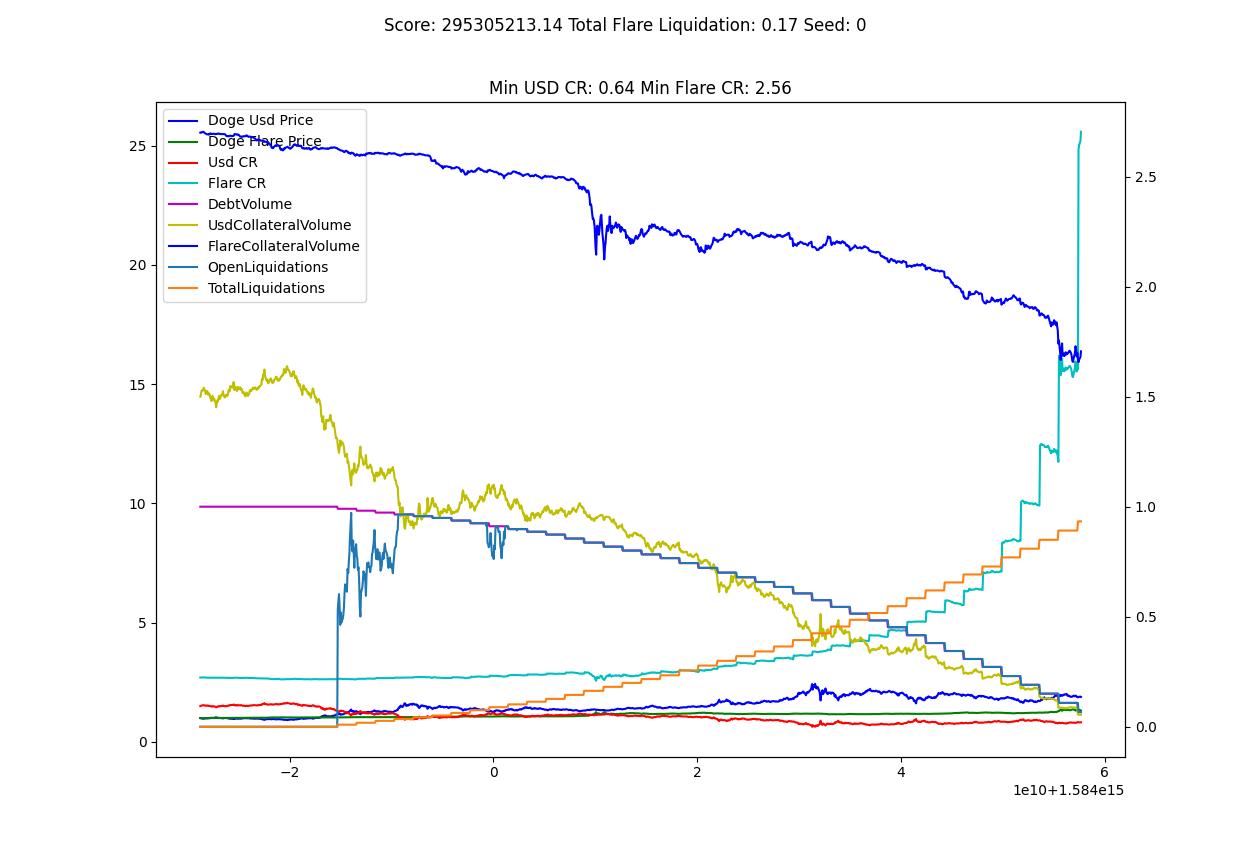 Score: 295305213.14 Total Flare Liquidation: 0.17 Seed: 0
Min USD CR: 0.64 Min Flare CR: 2.56
Doge Usd Price
Doge Flare Price
Usd CR
Flare CR
DebtVolume
UsdCollateralVolume
FlareCollateralVolume
OpenLiquidations
TotalLiquidations
25
20
15
10
5
0
2.5
2.0
1.5
1.0
0.5
0.0
−2
0
2
4
6
1e10+1.584e15